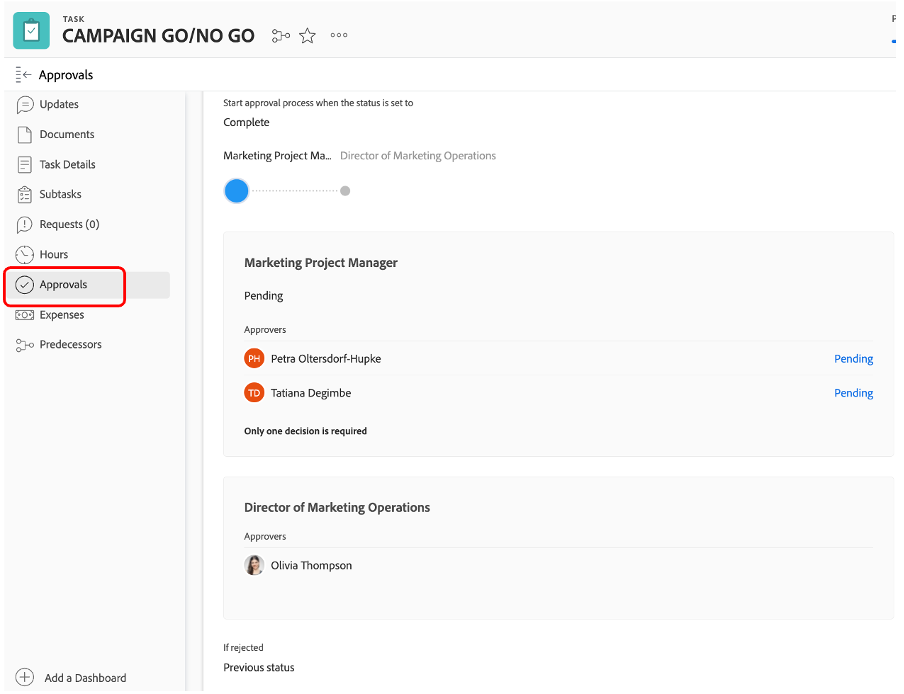 TASK
CAMPAIGN GO/NO GO
Approvals
Updates
Documents
Task Details
Subtasks
Requests (0)
Hours
Approvals
Expenses
Predecessors
Add a Dashboard
Start approval process when the status is set to
Complete
Marketing Project Ma... Director of Marketing Operations
Marketing Project Manager
Pending
Approvers
PH Petra Oltersdorf-Hupke Pending
TD Tatiana Degimbe Pending
Only one decision is required
Director of Marketing Operations
Approvers
Olivia Thompson
If rejected
Previous status